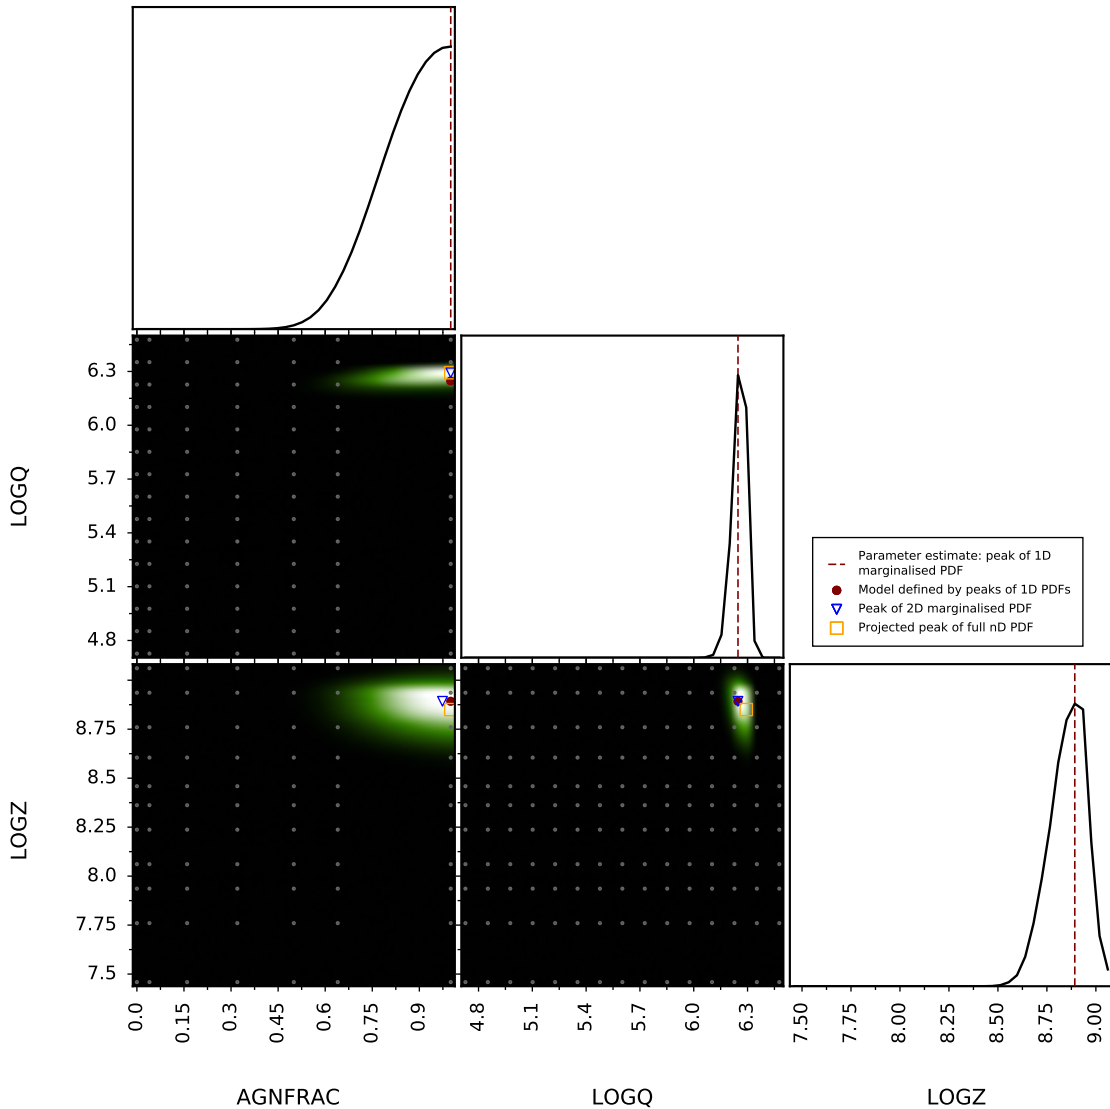 6.3
6.0
5.7
5.4
5.1
4.8
LOGQ
Parameter estimate: peak of 1D
marginalised PDF
Model defined by peaks of 1D PDFs
Peak of 2D marginalised PDF
Projected peak of full nD PDF
8.75
8.5
8.25
8.0
7.75
7.5
LOGZ
0.0 0.15 0.3 0.45 0.6 0.75 0.9
4.8 5.1 5.4 5.7 6.0 6.3
7.50 7.75 8.00 8.25 8.50 8.75 9.00
AGNFRAC
LOGQ
LOGZ